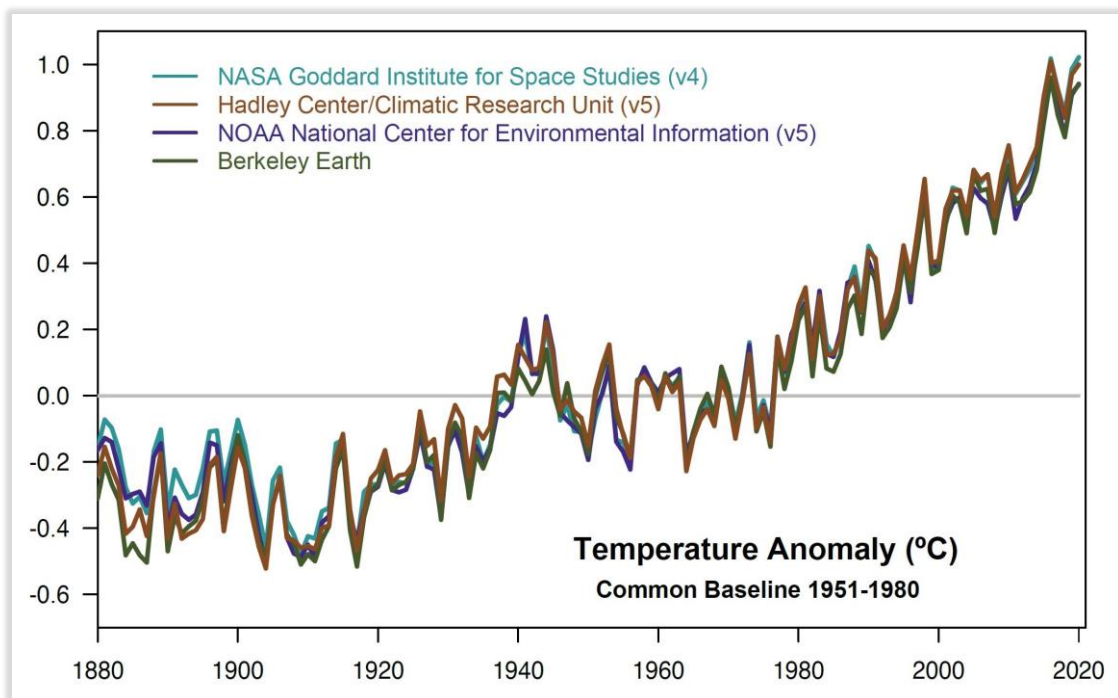 1.0
NASA Goddard Institute for Space Studies (v4)
Hadley Center/Climatic Research Unit (v5)
0.8
NOAA National Center for Environmental Information (v5)
Berkeley Earth
0.6
0.4
0.2
0.0
-0.2
-0.4
Temperature Anomaly (ºC)
Common Baseline 1951-1980
-0.6
1880 1900 1920 1940 1960 1980 2000 2020